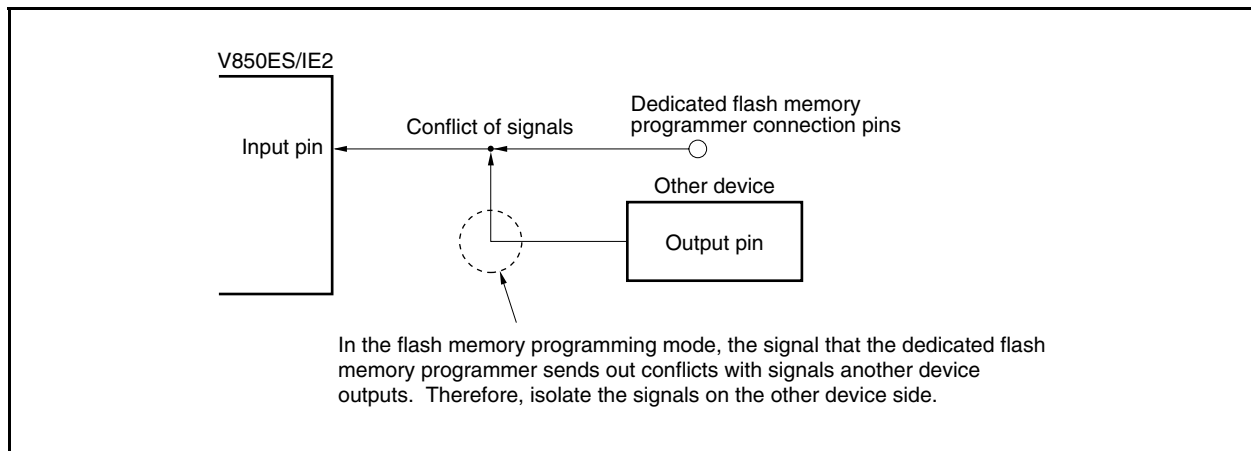 V850ES/IE2
Dedicated flash memory
programmer connection pins
Conflict of signals
Input pin
Other device
Output pin
In the flash memory programming mode, the signal that the dedicated flash
memory programmer sends out conflicts with signals another device
outputs.  Therefore, isolate the signals on the other device side.